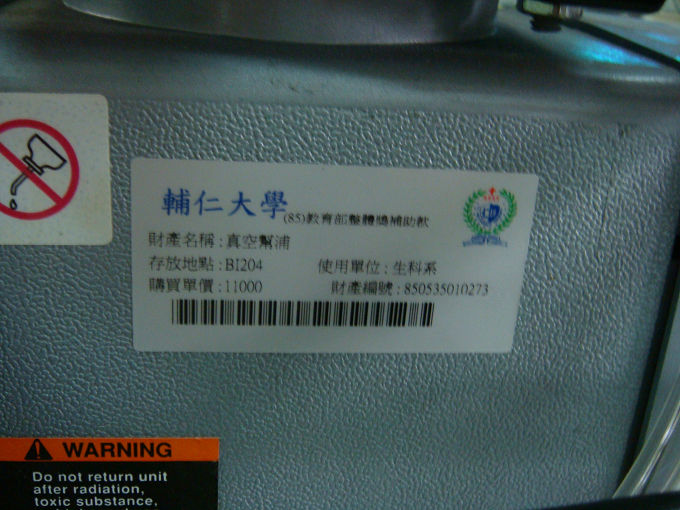 輔仁大學 (85)教育部整體獎補助款
財產名稱：真空幫浦
存放地點：BI204 使用單位：生科系
購買單價：11000 財產編號：850535010273
WARNING
Do not return unit
after radiation,
toxic substance,